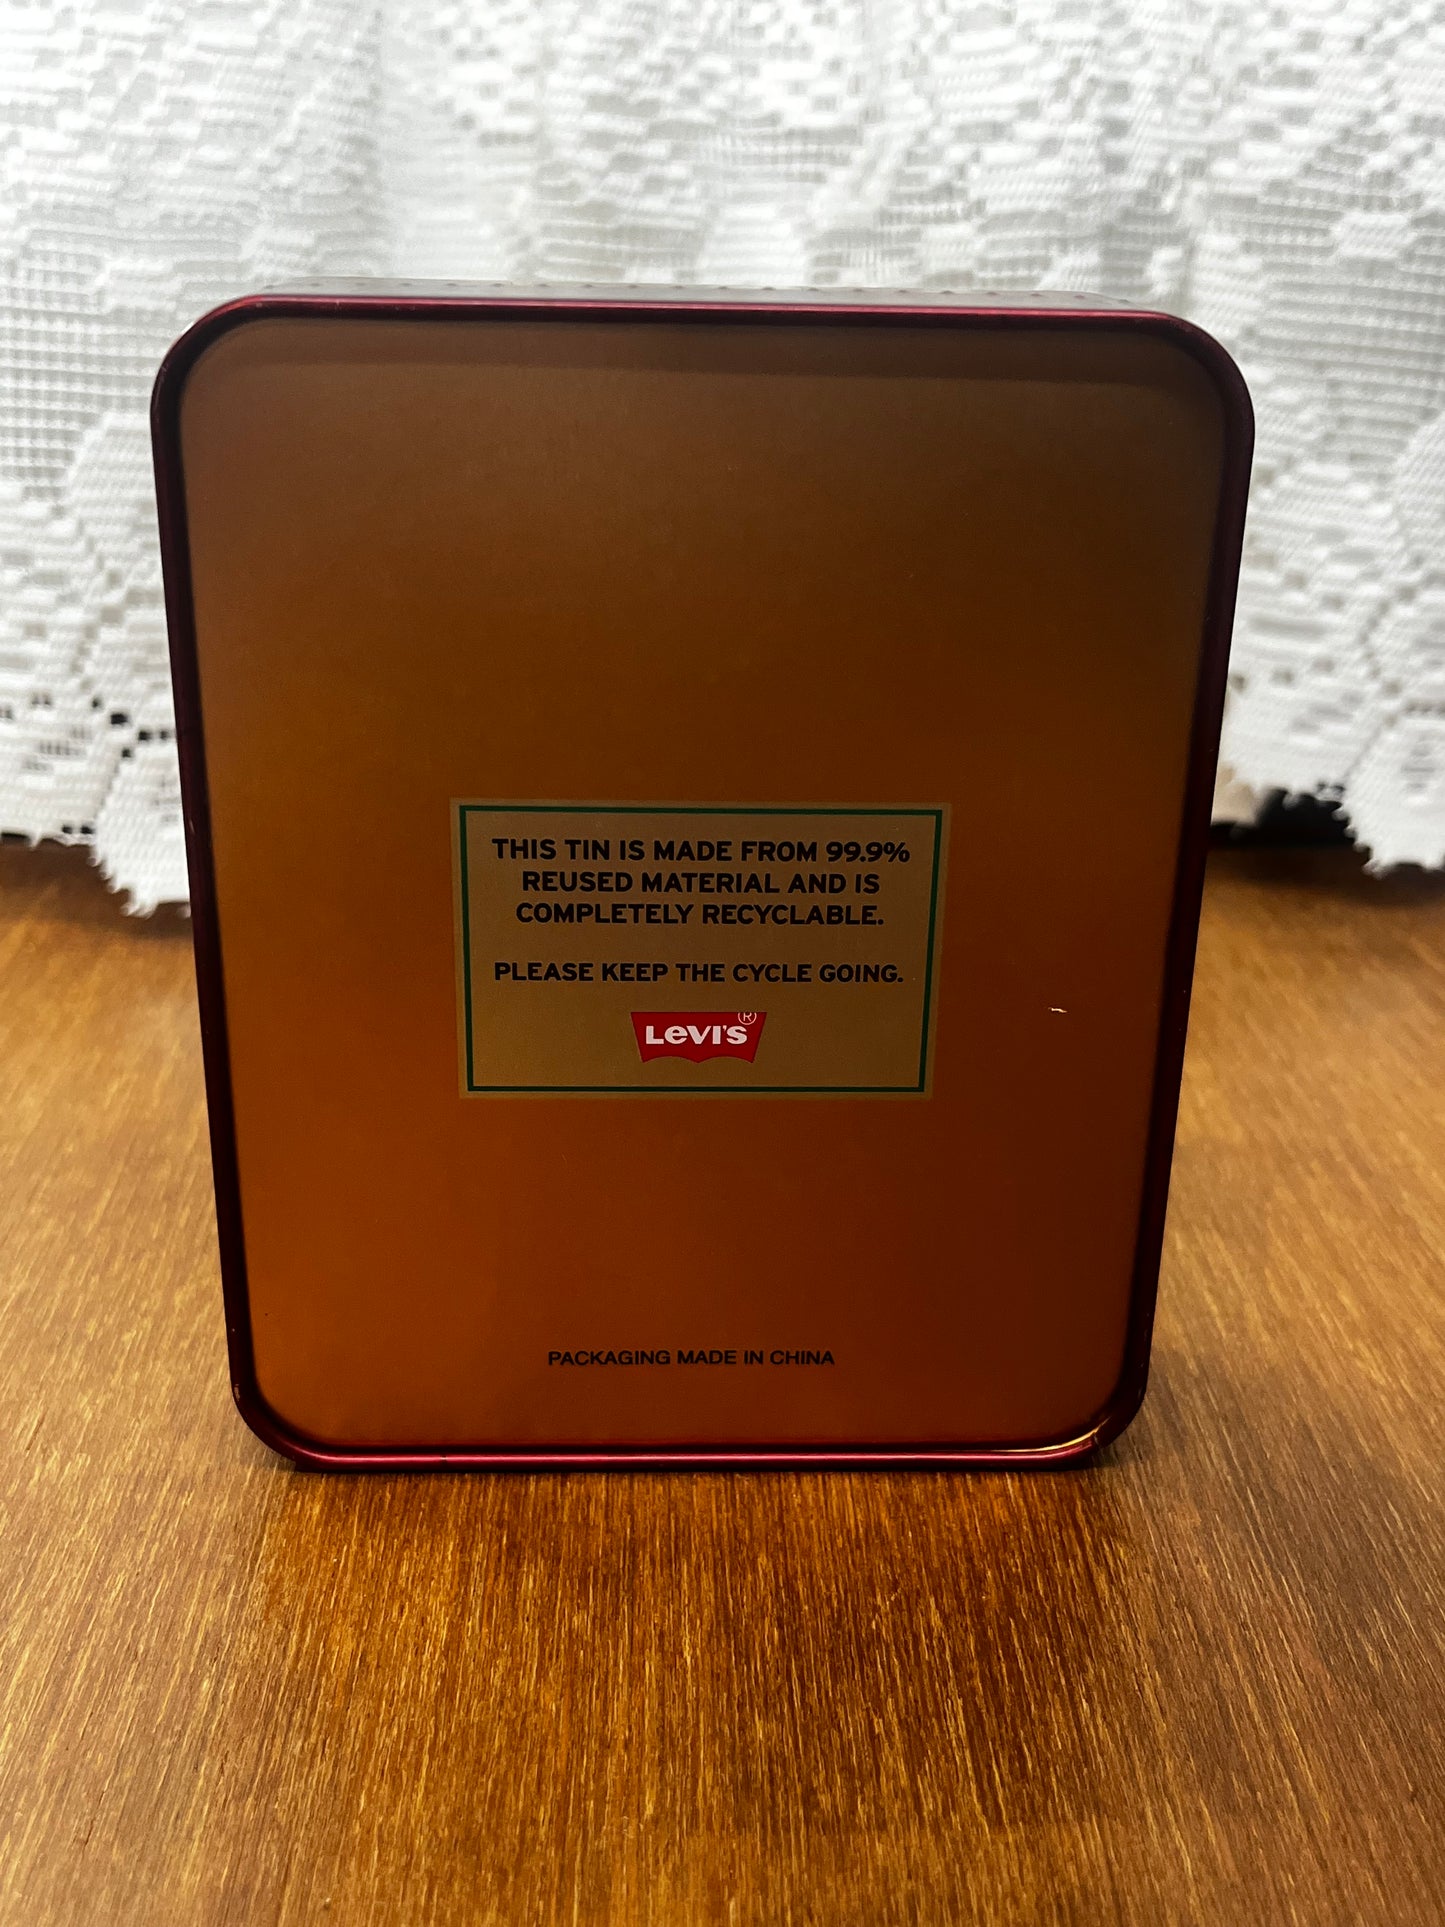 THIS TIN IS MADE FROM 99.9%
REUSED MATERIAL AND IS
COMPLETELY RECYCLABLE.
PLEASE KEEP THE CYCLE GOING.
LEVI'S®
PACKAGING MADE IN CHINA